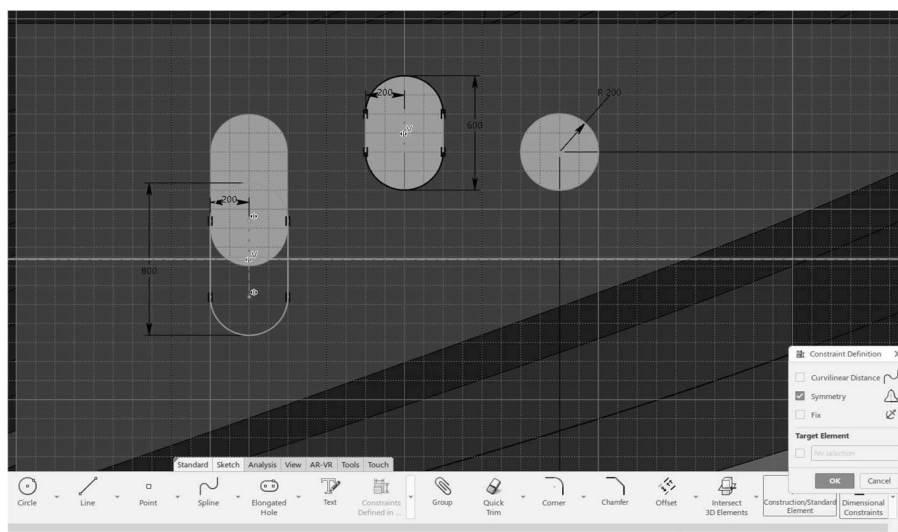 200
600
R 200
200
800
Constraint Definition
Curvilinear Distance
Symmetry
Fix
Target Element
No selection
OK Cancel
Standard Sketch Analysis View AR-VR Tools Touch
Circle
Line
Point
Spline
Elongated
Hole
Text
Constraints
Defined in ...
Group
Quick
Trim
Corner
Chamfer
Offset
Intersect
3D Elements
Construction/Standard
Element
Dimensional
Constraints